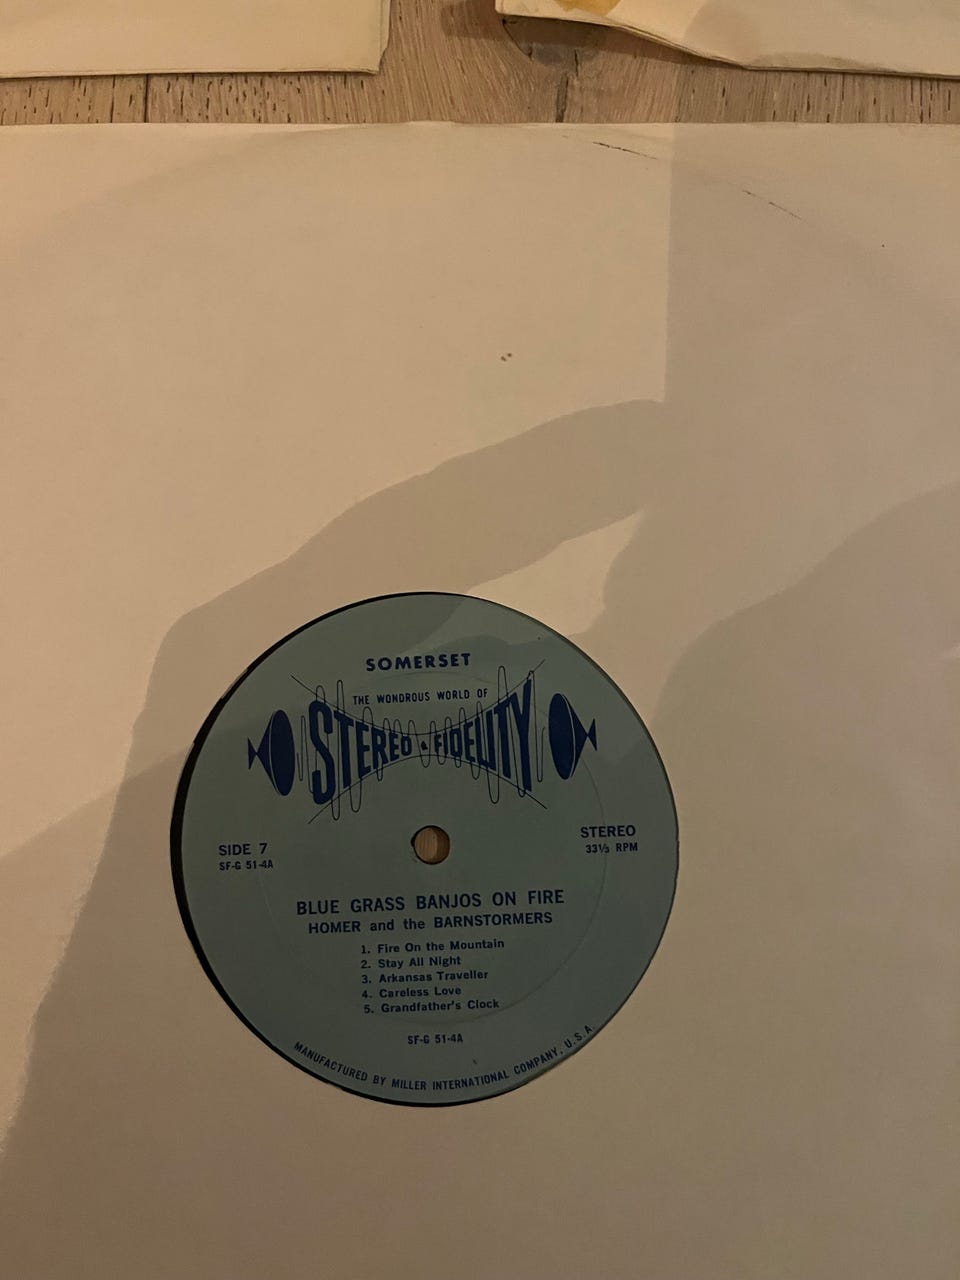 SOMERSET
THE WONDROUS WORLD OF
STEREO & FIDELITY
SIDE 7
SF-G 51-4A
STEREO
33⅓ RPM
BLUE GRASS BANJOS ON FIRE
HOMER and the BARNSTORMERS
1. Fire On the Mountain
2. Stay All Night
3. Arkansas Traveller
4. Careless Love
5. Grandfather's Clock
SF-G 51-4A
MANUFACTURED BY MILLER INTERNATIONAL COMPANY, U.S.A.